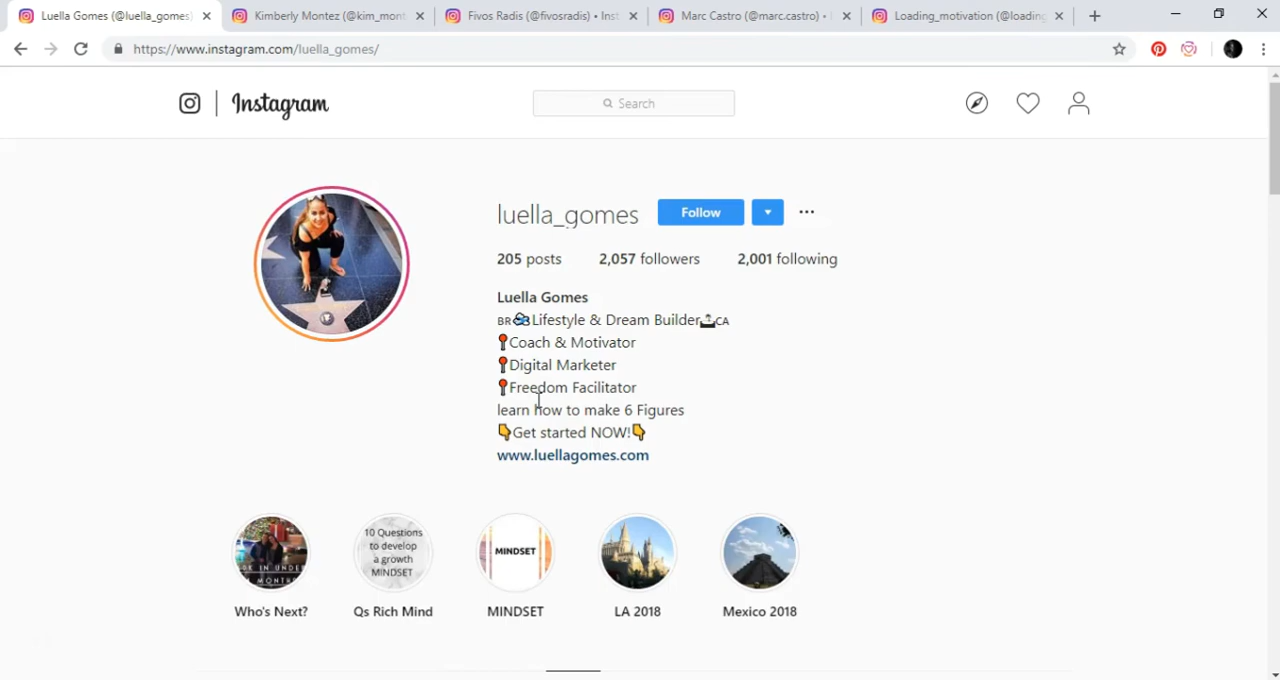 Luella Gomes (@luella_gomes)
Kimberly Montez (@kim_mont
Fivos Radis (@fivosradis) • Inst
Marc Castro (@marc.castro) •
Loading_motivation (@loading
https://www.instagram.com/luella_gomes/
Instagram
Search
luella_gomes
Follow
205 posts 2,057 followers 2,001 following
Luella Gomes
BR Lifestyle & Dream Builder CA
📍Coach & Motivator
📍Digital Marketer
📍Freedom Facilitator
learn how to make 6 Figures
👇Get started NOW!👇
www.luellagomes.com
10 Questions
to develop
a growth
MINDSET
MINDSET
Who's Next?
Qs Rich Mind
MINDSET
LA 2018
Mexico 2018